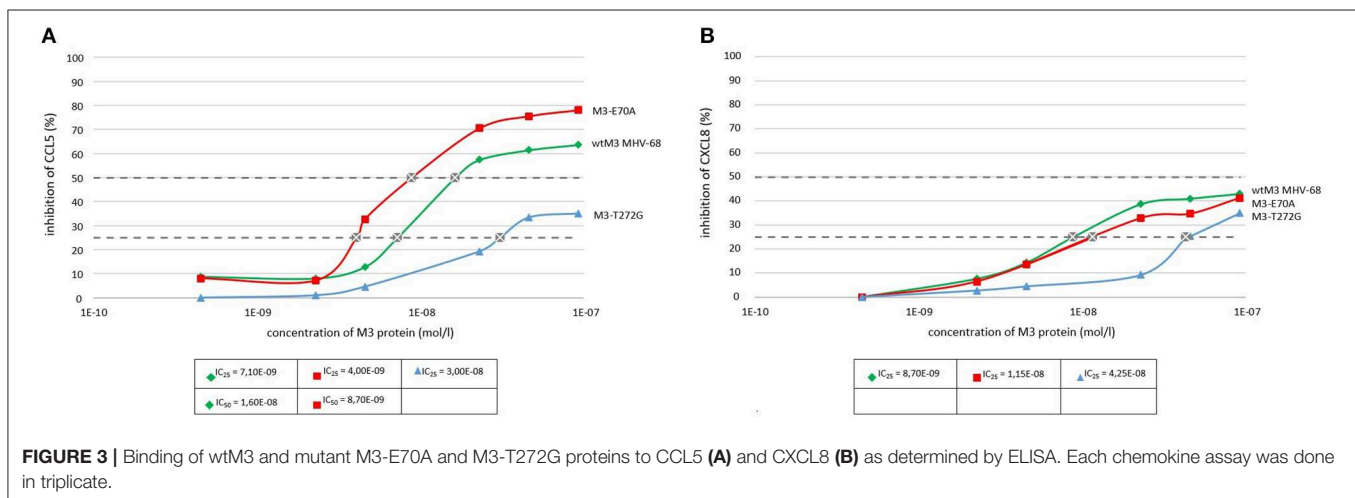 A
inhibition of CCL5 (%)
100
90
80
70
60
50
40
30
20
10
0
M3-E70A
wtM3 MHV-68
M3-T272G
1E-10 1E-09 1E-08 1E-07
concentration of M3 protein (mol/l)
IC25 = 7,10E-09 IC25 = 4,00E-09 IC25 = 3,00E-08
IC50 = 1,60E-08 IC50 = 8,70E-09
B
inhibition of CXCL8 (%)
100
90
80
70
60
50
40
30
20
10
0
wtM3 MHV-68
M3-E70A
M3-T272G
1E-10 1E-09 1E-08 1E-07
concentration of M3 protein (mol/l)
IC25 = 8,70E-09 IC25 = 1,15E-08 IC25 = 4,25E-08
FIGURE 3 | Binding of wtM3 and mutant M3-E70A and M3-T272G proteins to CCL5 (A) and CXCL8 (B) as determined by ELISA. Each chemokine assay was done
in triplicate.